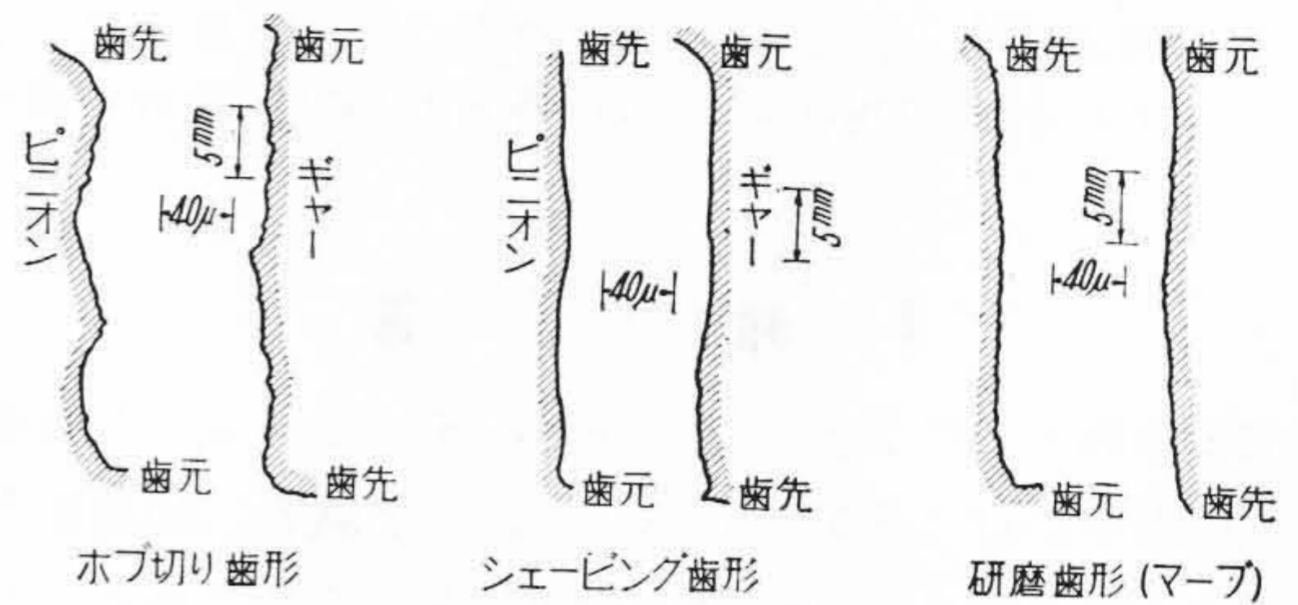 歯先
歯元
ピニオン
5mm
ギヤー
40μ
歯元
歯先
ホブ切り歯形
歯先
歯元
ピニオン
ギヤー
5mm
40μ
歯元
歯先
シェービング歯形
歯先
歯元
5mm
40μ
歯元
歯先
研磨歯形(マーブ)